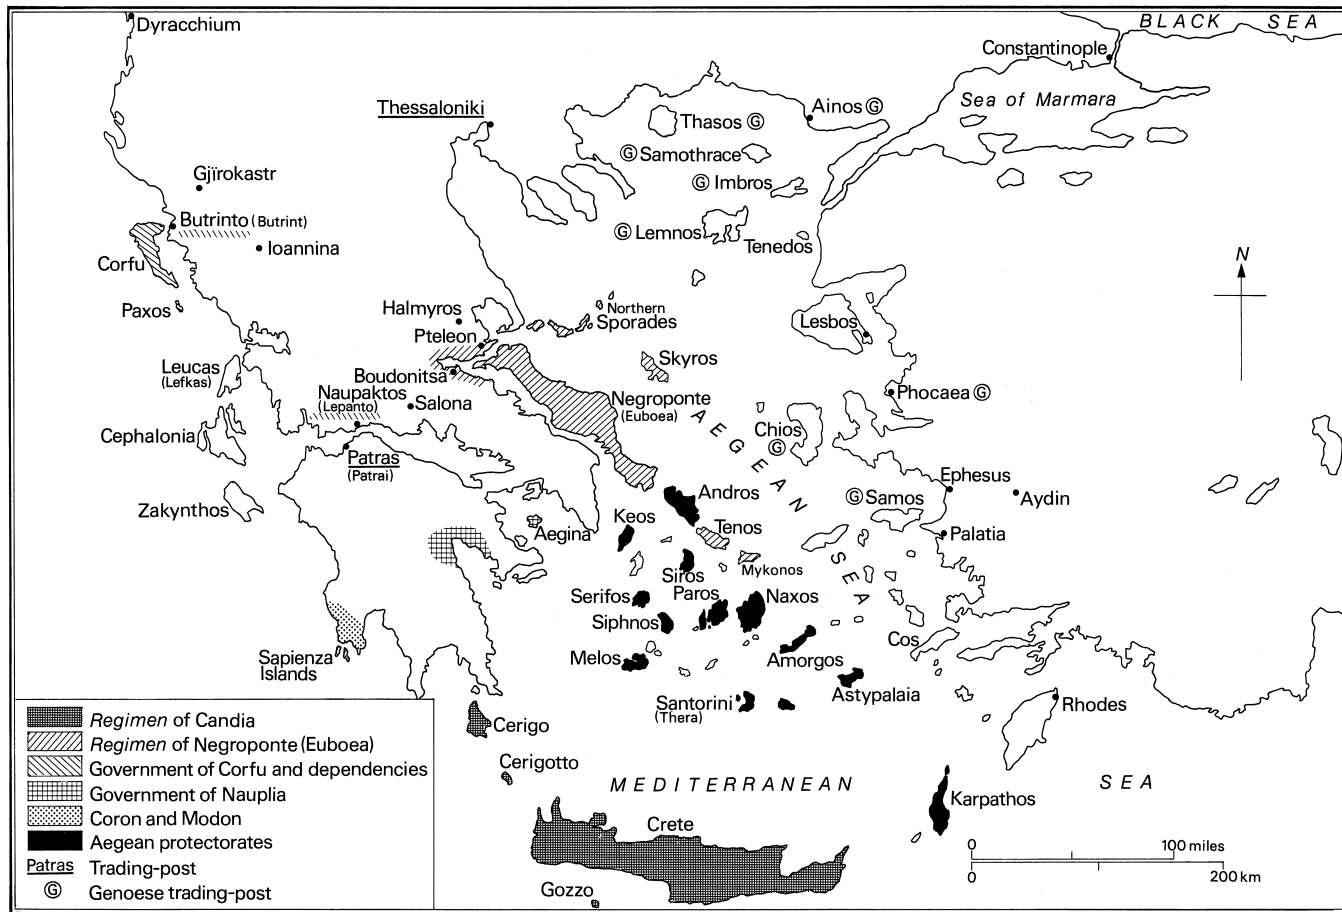 BLACK SEA
Dyracchium
Constantinople
Sea of Marmara
Thessaloniki
Ainos Ⓖ
Thasos Ⓖ
Ⓖ Samothrace
Gjïrokastr
Ⓖ Imbros
Butrinto (Butrint)
Ⓖ Lemnos
Tenedos
Ioannina
N
Corfu
Paxos
Halmyros
Northern
Sporades
Lesbos
Pteleon
Skyros
Leucas
(Lefkas)
Boudonitsa
Naupaktos
(Lepanto)
Salona
Negroponte
(Euboea)
Phocaea Ⓖ
AEGEAN SEA
Chios
Ⓖ
Cephalonia
Patras
(Patrai)
Ephesus
Aydin
Andros
Ⓖ Samos
Zakynthos
Keos
Aegina
Tenos
Palatia
Mykonos
Siros
Serifos
Paros
Naxos
Siphnos
Cos
Melos
Amorgos
Sapienza
Islands
Astypalaia
Santorini
(Thera)
Rhodes
Cerigo
Cerigotto
MEDITERRANEAN SEA
Karpathos
Crete
Gozzo
Regimen of Candia
Regimen of Negroponte (Euboea)
Government of Corfu and dependencies
Government of Nauplia
Coron and Modon
Aegean protectorates
Patras Trading-post
Ⓖ Genoese trading-post
0 100 miles
0 200 km